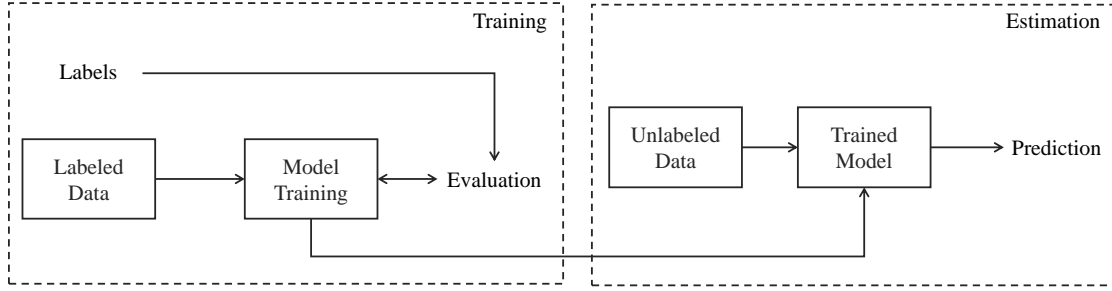 Training
Labels
Labeled
Data
Model
Training
Evaluation
Estimation
Unlabeled
Data
Trained
Model
Prediction